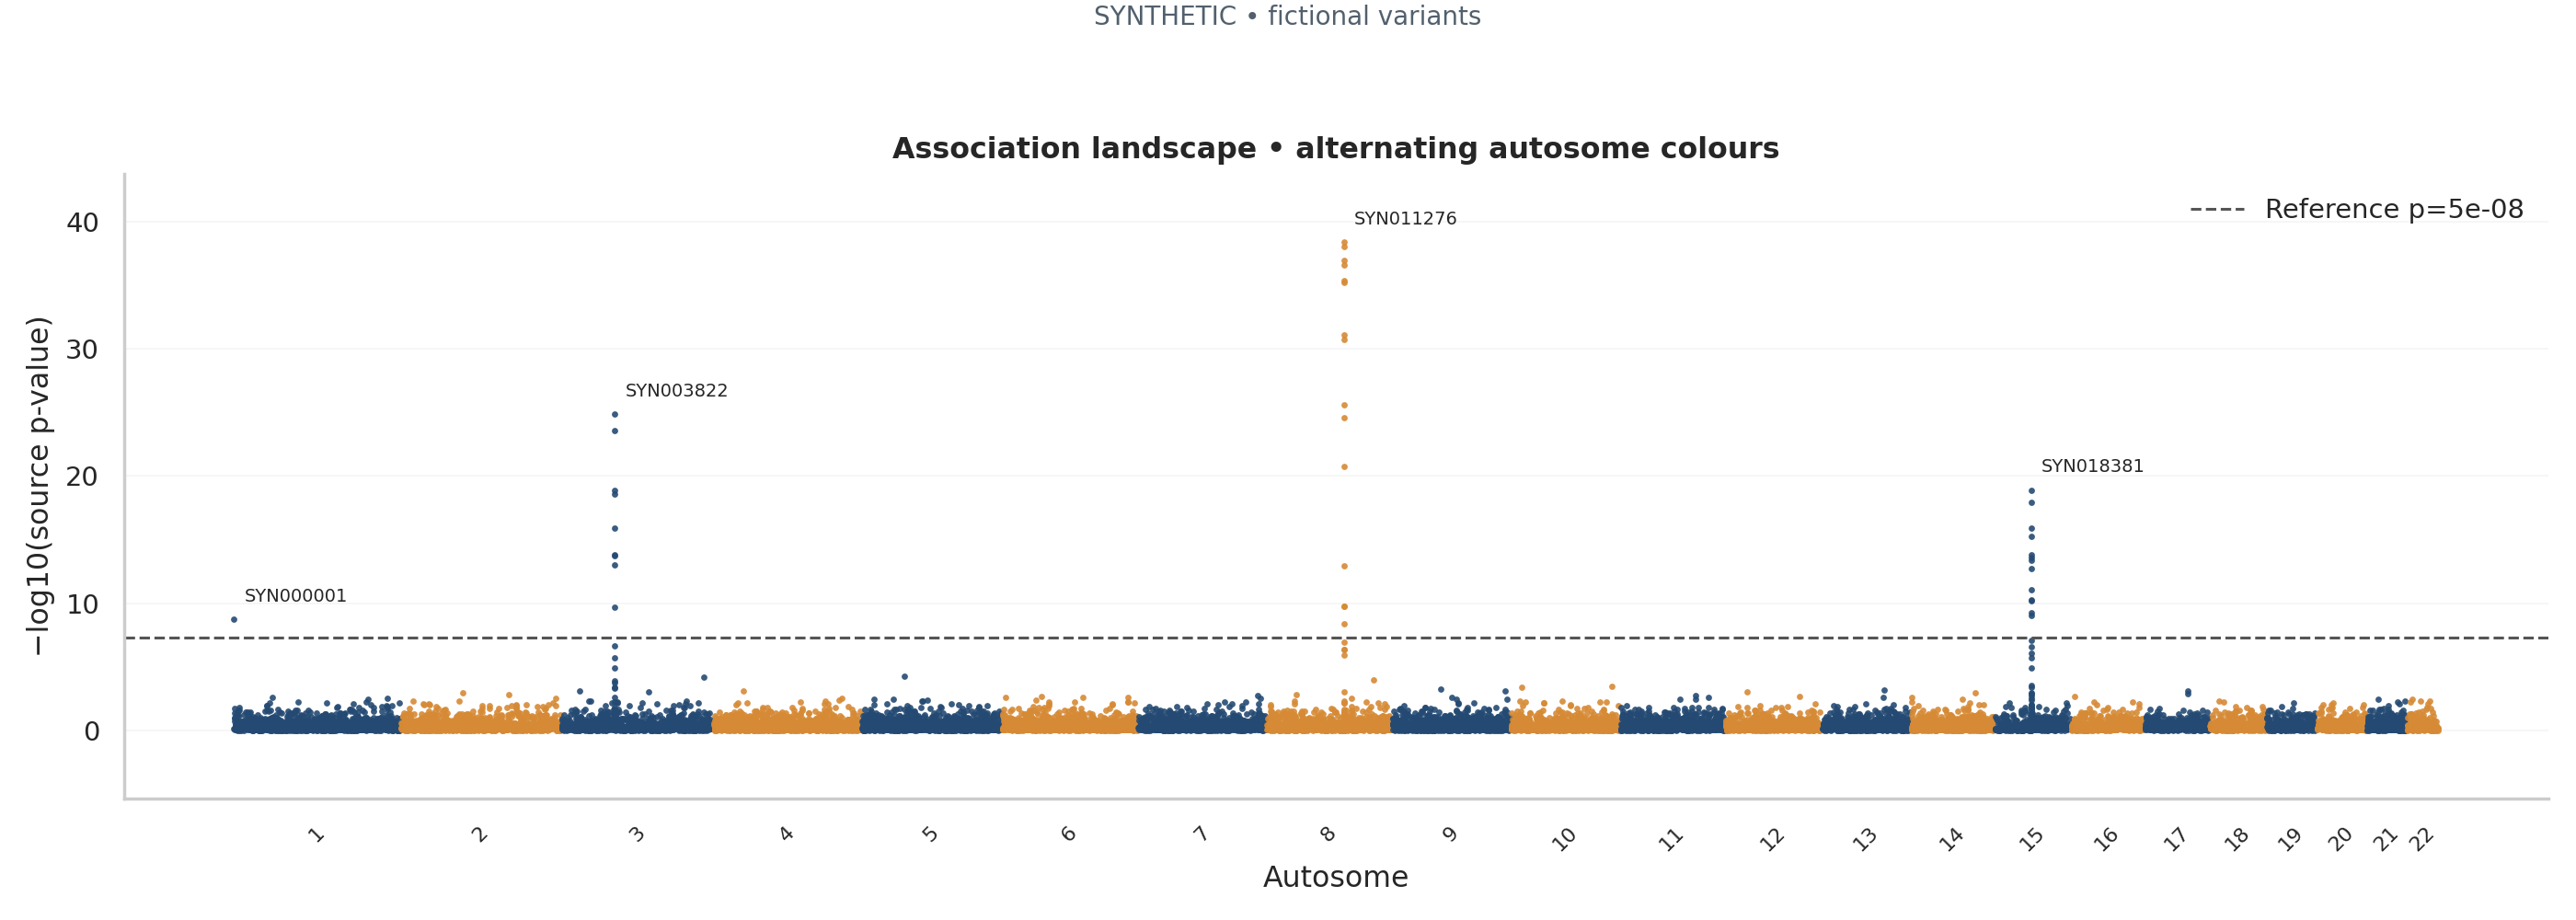 SYNTHETIC • fictional variants
Association landscape • alternating autosome colours
Reference p=5e-08
−log10(source p-value)
40
30
20
10
0
SYN011276
SYN003822
SYN018381
SYN000001
1 2 3 4 5 6 7 8 9 10 11 12 13 14 15 16 17 18 19 20 21 22
Autosome